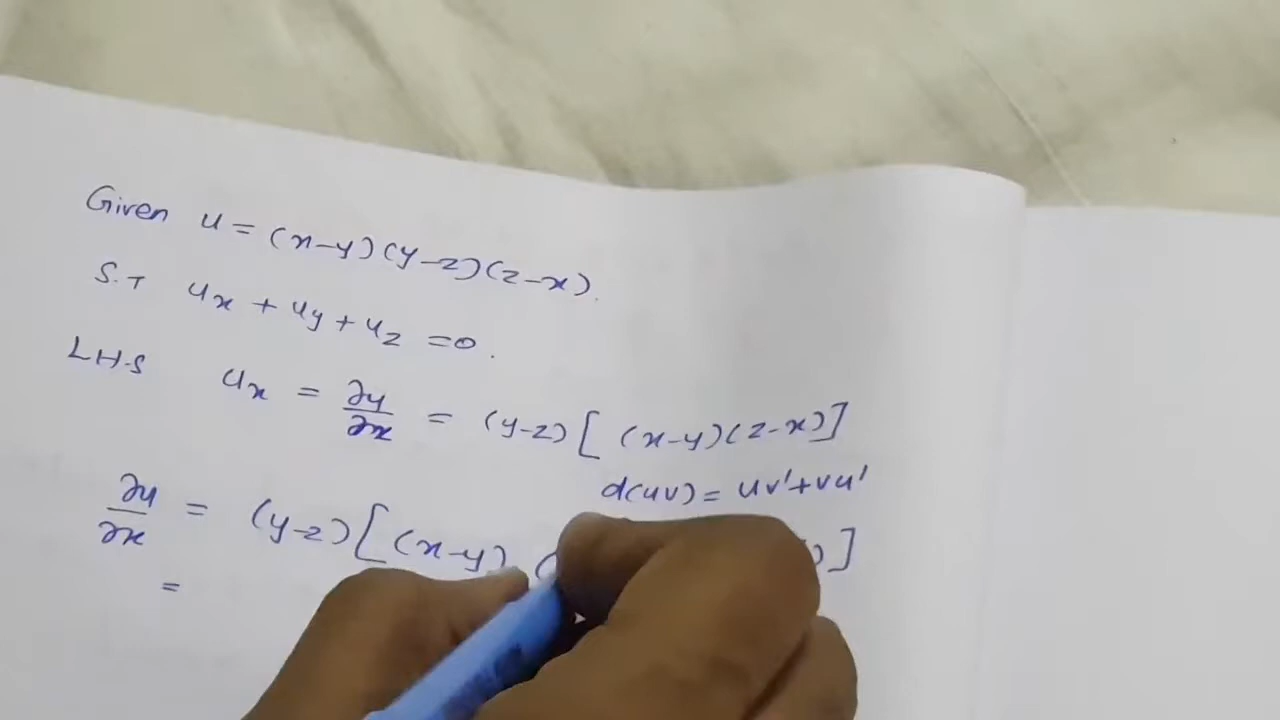 Given u = (x-y)(y-z)(z-x).
S.T ux + uy + uz = 0.
LHS ux = ∂u/∂x = (y-z)[(x-y)(z-x)]
d(uv) = uv' + vu'
∂u/∂x = (y-z)[(x-y) ( )]
=